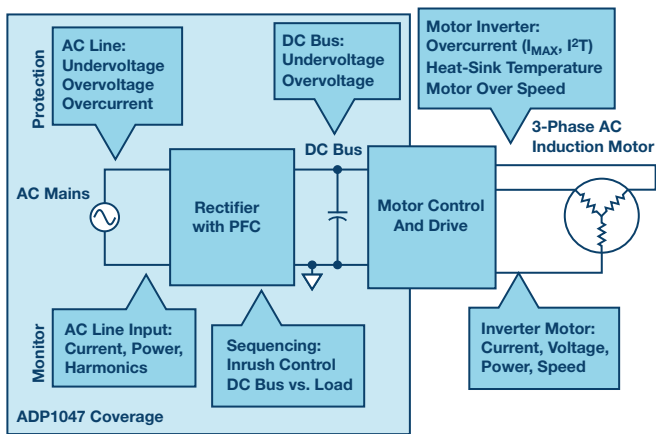 Protection
AC Line:
Undervoltage
Overvoltage
Overcurrent
DC Bus:
Undervoltage
Overvoltage
Motor Inverter:
Overcurrent (I_MAX, I²T)
Heat-Sink Temperature
Motor Over Speed
3-Phase AC
Induction Motor
DC Bus
AC Mains
Rectifier
with PFC
Motor Control
And Drive
Monitor
AC Line Input:
Current, Power,
Harmonics
Sequencing:
Inrush Control
DC Bus vs. Load
Inverter Motor:
Current, Voltage,
Power, Speed
ADP1047 Coverage